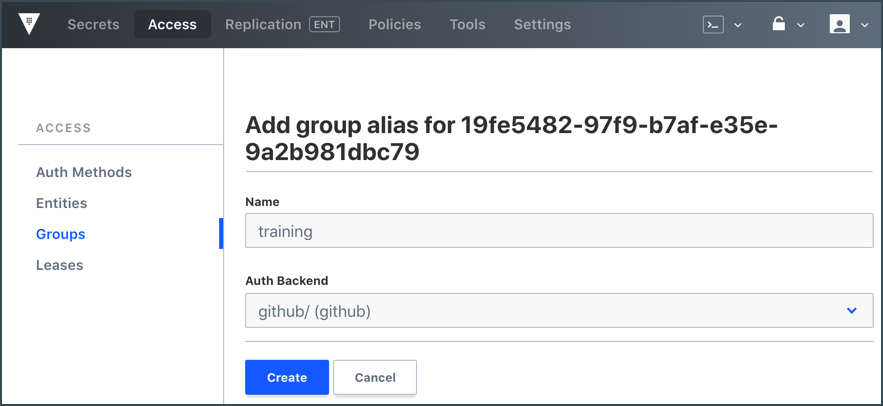 Secrets Access Replication ENT Policies Tools Settings
ACCESS
Auth Methods
Entities
Groups
Leases
Add group alias for 19fe5482-97f9-b7af-e35e-
9a2b981dbc79
Name
training
Auth Backend
github/ (github)
Create Cancel